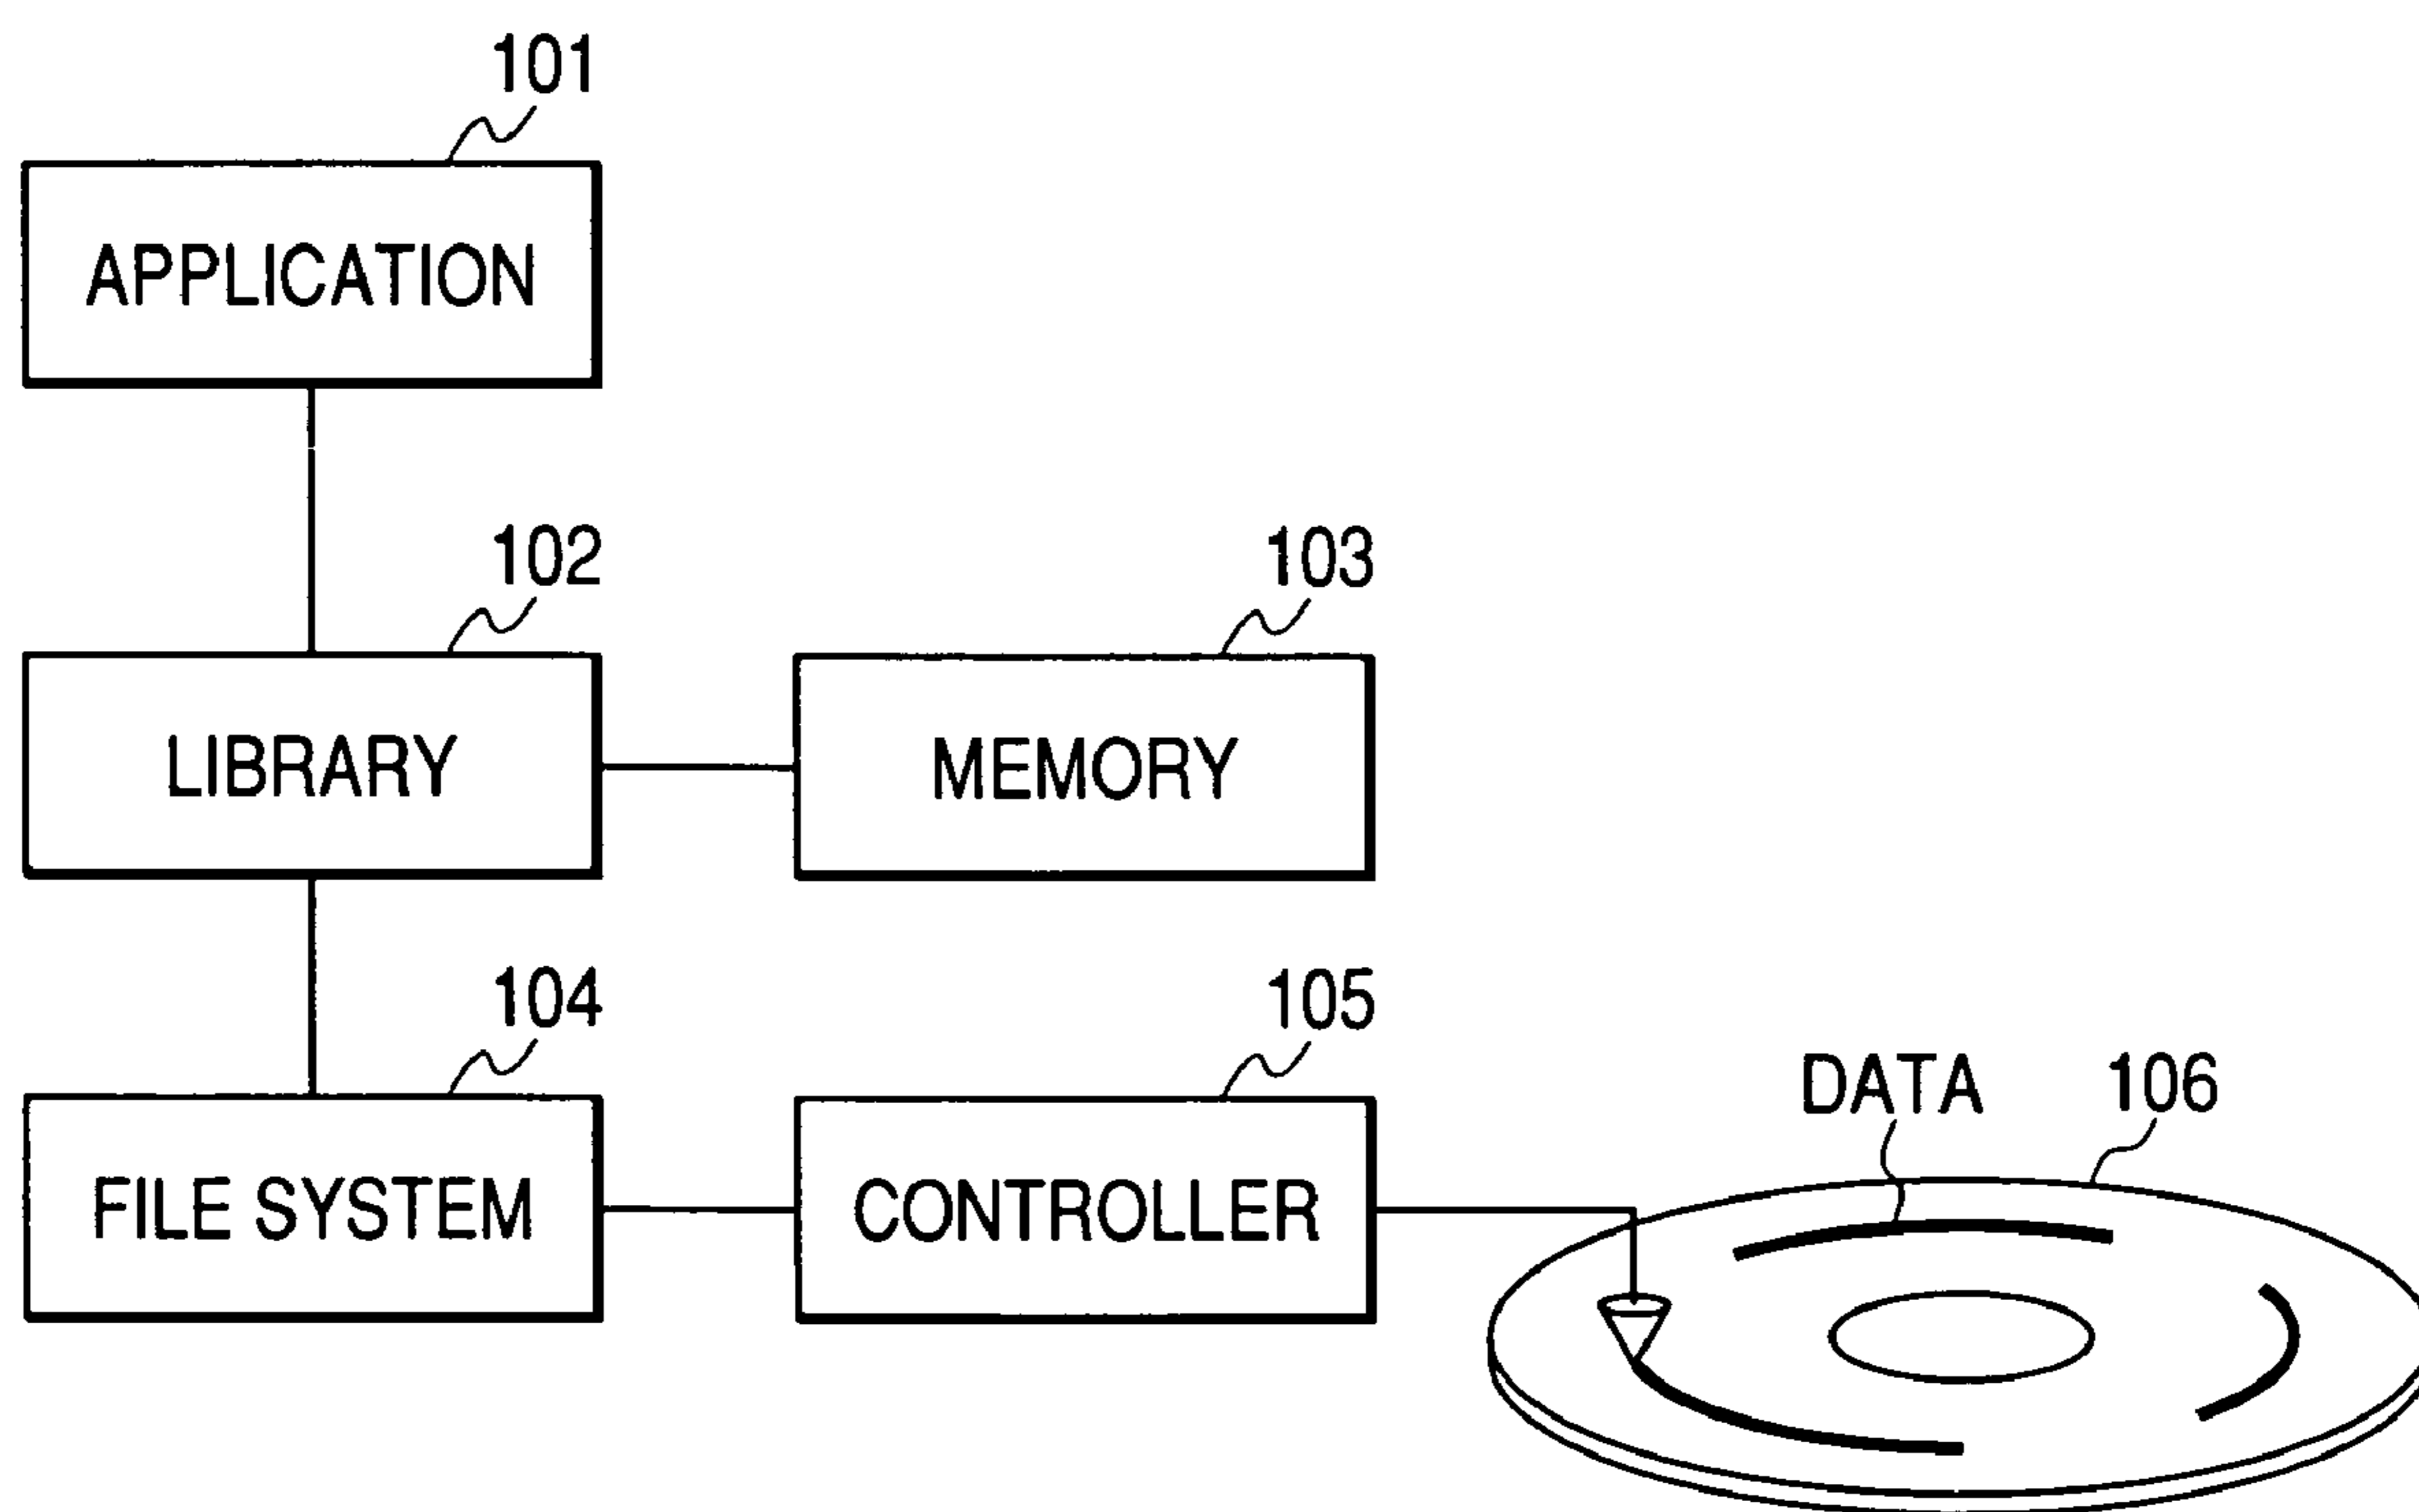 101
APPLICATION
102
103
LIBRARY
MEMORY
104
105
DATA
106
FILE SYSTEM
CONTROLLER